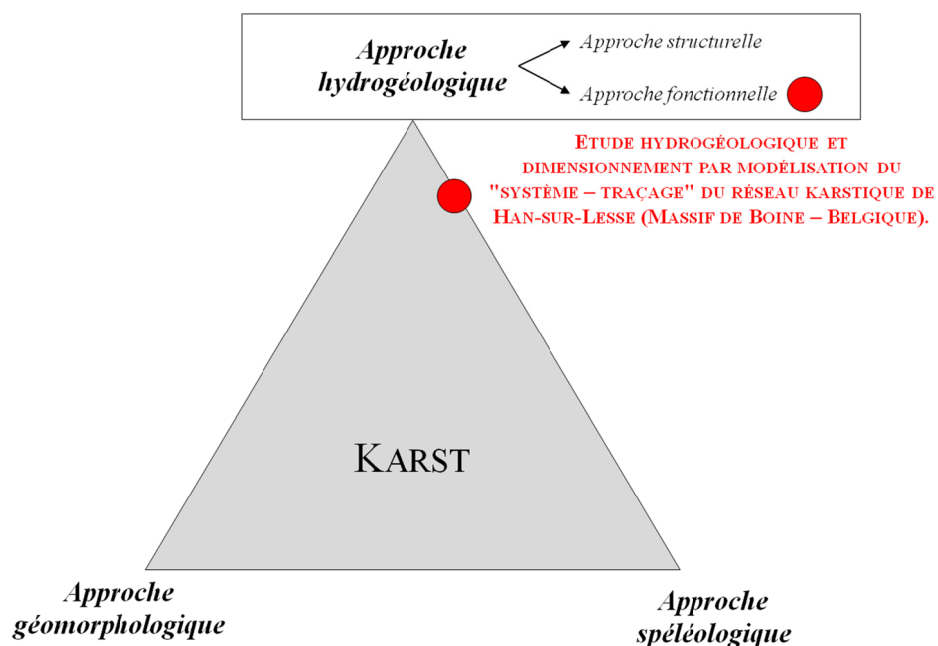 Approche
hydrogéologique
Approche structurelle
Approche fonctionnelle
ETUDE HYDROGÉOLOGIQUE ET
DIMENSIONNEMENT PAR MODÉLISATION DU
"SYSTÈME – TRAÇAGE" DU RÉSEAU KARSTIQUE DE
HAN-SUR-LESSE (MASSIF DE BOINE – BELGIQUE).
KARST
Approche
géomorphologique
Approche
spéléologique